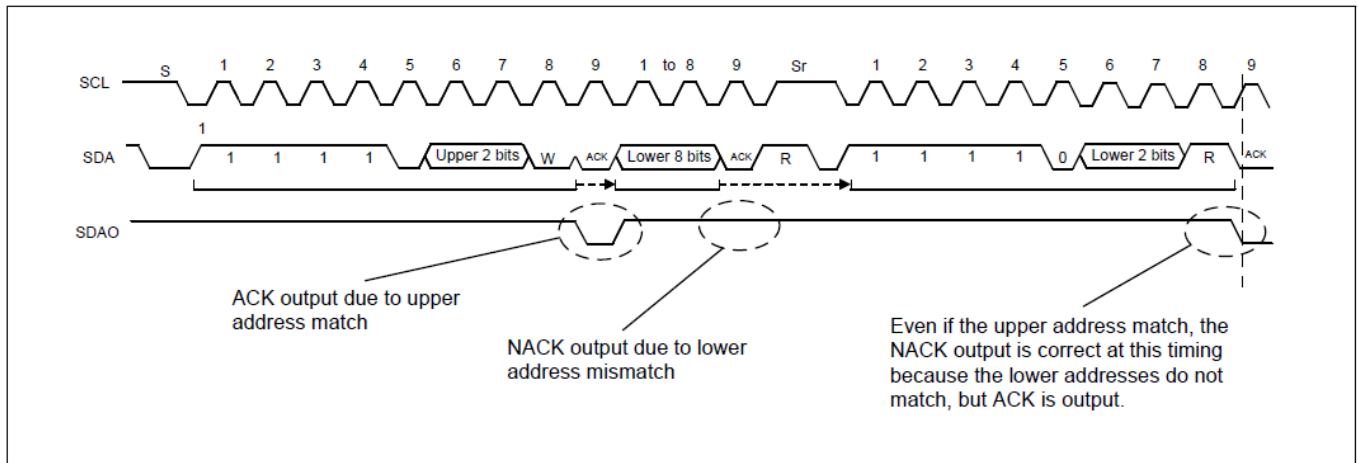 S 1 2 3 4 5 6 7 8 9 1 to 8 9 Sr 1 2 3 4 5 6 7 8 9
SCL
1
SDA 1 1 1 1 Upper 2 bits W ACK Lower 8 bits ACK R 1 1 1 1 0 Lower 2 bits R ACK
SDAO
ACK output due to upper
address match
NACK output due to lower
address mismatch
Even if the upper address match, the
NACK output is correct at this timing
because the lower addresses do not
match, but ACK is output.